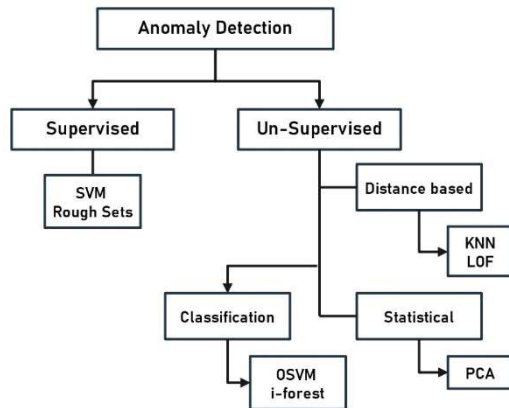 Anomaly Detection
Supervised
Un-Supervised
SVM
Rough Sets
Distance based
KNN
LOF
Classification
Statistical
OSVM
i-forest
PCA